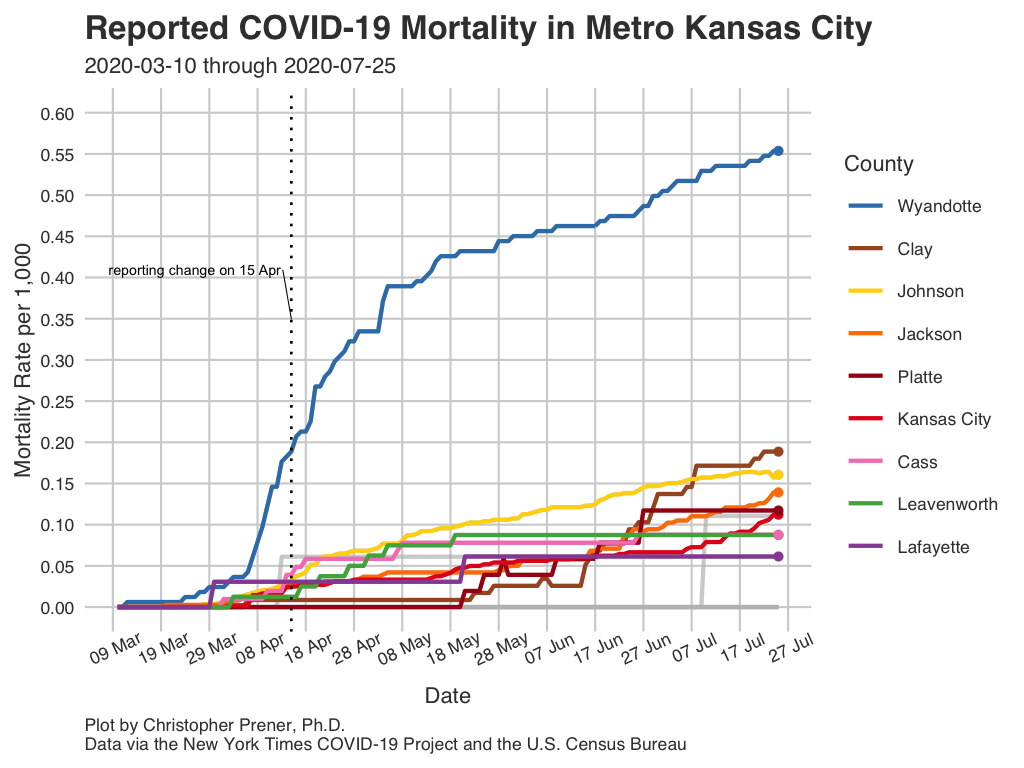 Reported COVID-19 Mortality in Metro Kansas City
2020-03-10 through 2020-07-25
Mortality Rate per 1,000
0.60
0.55
0.50
0.45
0.40
0.35
0.30
0.25
0.20
0.15
0.10
0.05
0.00
reporting change on 15 Apr
09 Mar
19 Mar
29 Mar
08 Apr
18 Apr
28 Apr
08 May
18 May
28 May
07 Jun
17 Jun
27 Jun
07 Jul
17 Jul
27 Jul
Date
County
Wyandotte
Clay
Johnson
Jackson
Platte
Kansas City
Cass
Leavenworth
Lafayette
Plot by Christopher Prener, Ph.D.
Data via the New York Times COVID-19 Project and the U.S. Census Bureau